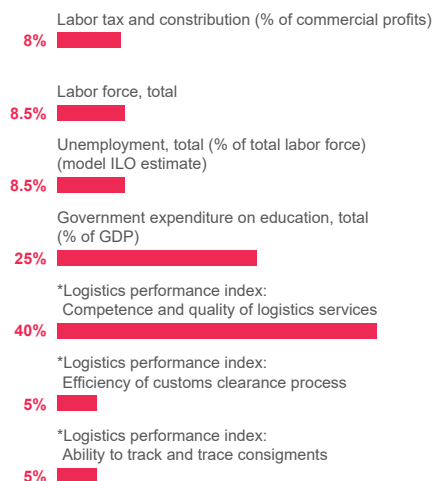 Labor tax and constribution (% of commercial profits)
8%
Labor force, total
8.5%
Unemployment, total (% of total labor force)
(model ILO estimate)
8.5%
Government expenditure on education, total
(% of GDP)
25%
*Logistics performance index:
Competence and quality of logistics services
40%
*Logistics performance index:
Efficiency of customs clearance process
5%
*Logistics performance index:
Ability to track and trace consigments
5%